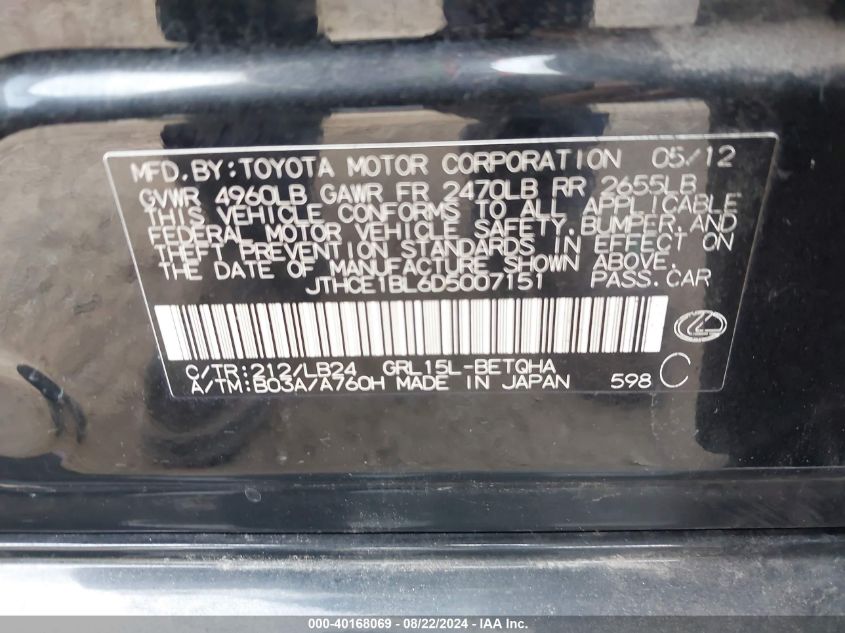 MFD. BY: TOYOTA MOTOR CORPORATION 05/12
GVWR 4960LB GAWR FR 2470LB RR 2655LB
THIS VEHICLE CONFORMS TO ALL APPLICABLE
FEDERAL MOTOR VEHICLE SAFETY, BUMPER, AND
THEFT PREVENTION STANDARDS IN EFFECT ON
THE DATE OF MANUFACTURE SHOWN ABOVE.
JTHCE1BL6D5007151 PASS. CAR
C/TR: 212/LB24 GRL15L-BETQHA
A/TM: B03A/A760H MADE IN JAPAN 598 C
000-40168069 - 08/22/2024 - IAAI, Inc.